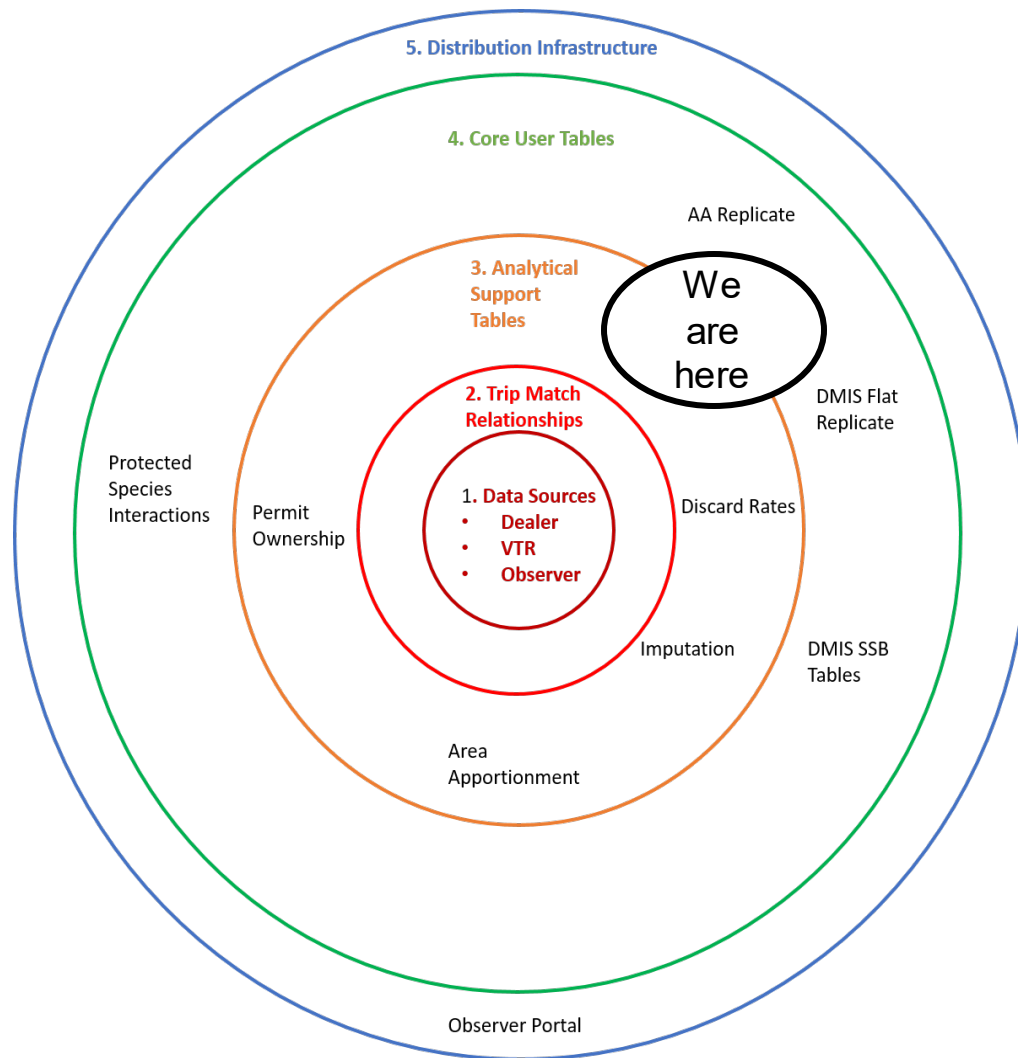 5. Distribution Infrastructure
4. Core User Tables
AA Replicate
3. Analytical
Support
Tables
We
are
here
2. Trip Match
Relationships
DMIS Flat
Replicate
Protected
Species
Interactions
Permit
Ownership
1. Data Sources
• Dealer
• VTR
• Observer
Discard Rates
Imputation
DMIS SSB
Tables
Area
Apportionment
Observer Portal